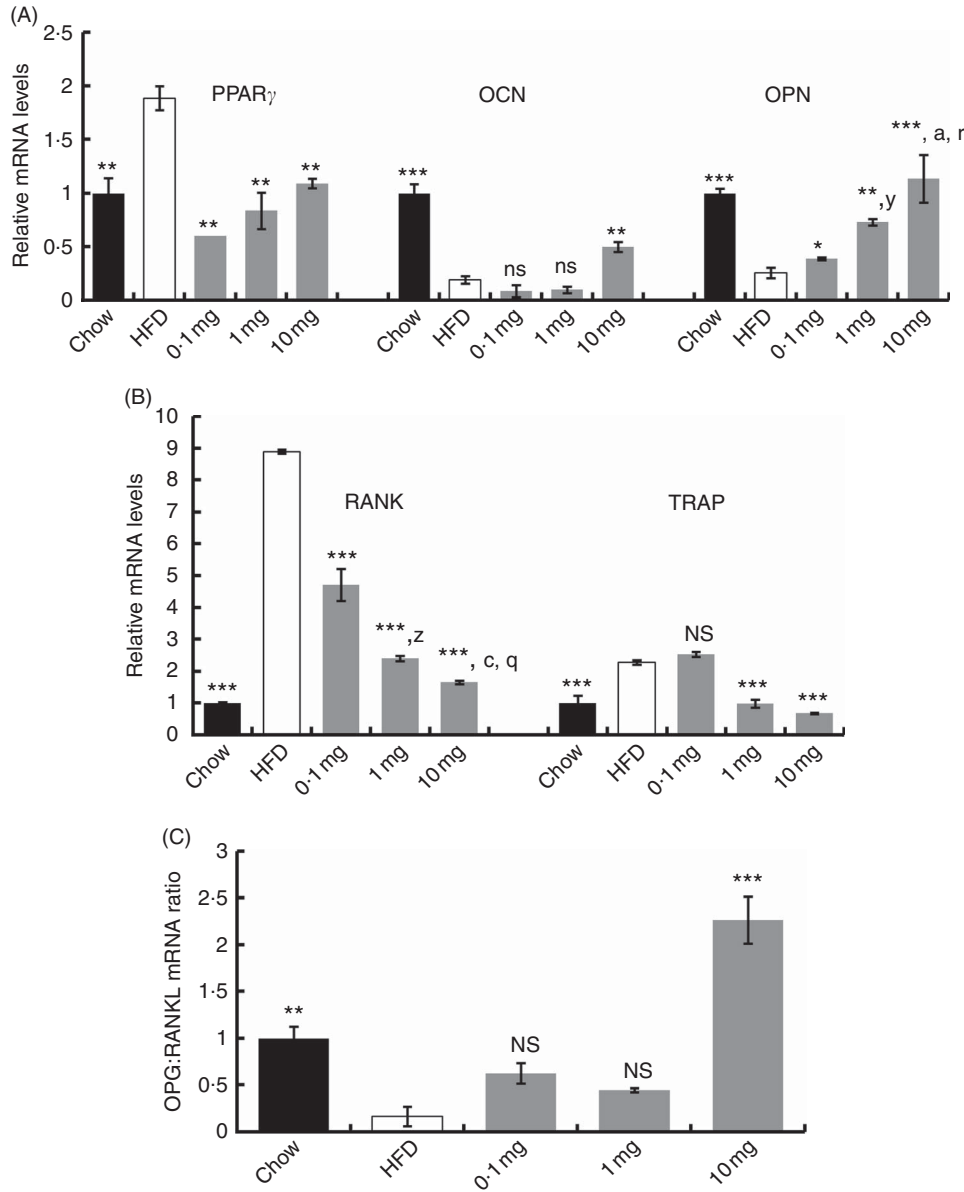 (A)
2·5
2
1·5
1
0·5
0
Relative mRNA levels
PPARγ
OCN
OPN
**
**
**
**
***
ns
ns
**
***
*
**,y
***, a, r
Chow
HFD
0·1 mg
1 mg
10 mg
Chow
HFD
0·1 mg
1 mg
10 mg
Chow
HFD
0·1 mg
1 mg
10 mg
(B)
10
9
8
7
6
5
4
3
2
1
0
Relative mRNA levels
RANK
TRAP
***
***
***,z
***, c, q
***
NS
***
***
Chow
HFD
0·1 mg
1 mg
10 mg
Chow
HFD
0·1 mg
1 mg
10 mg
(C)
3
2·5
2
1·5
1
0·5
0
OPG:RANKL mRNA ratio
**
NS
NS
***
Chow
HFD
0·1 mg
1 mg
10 mg